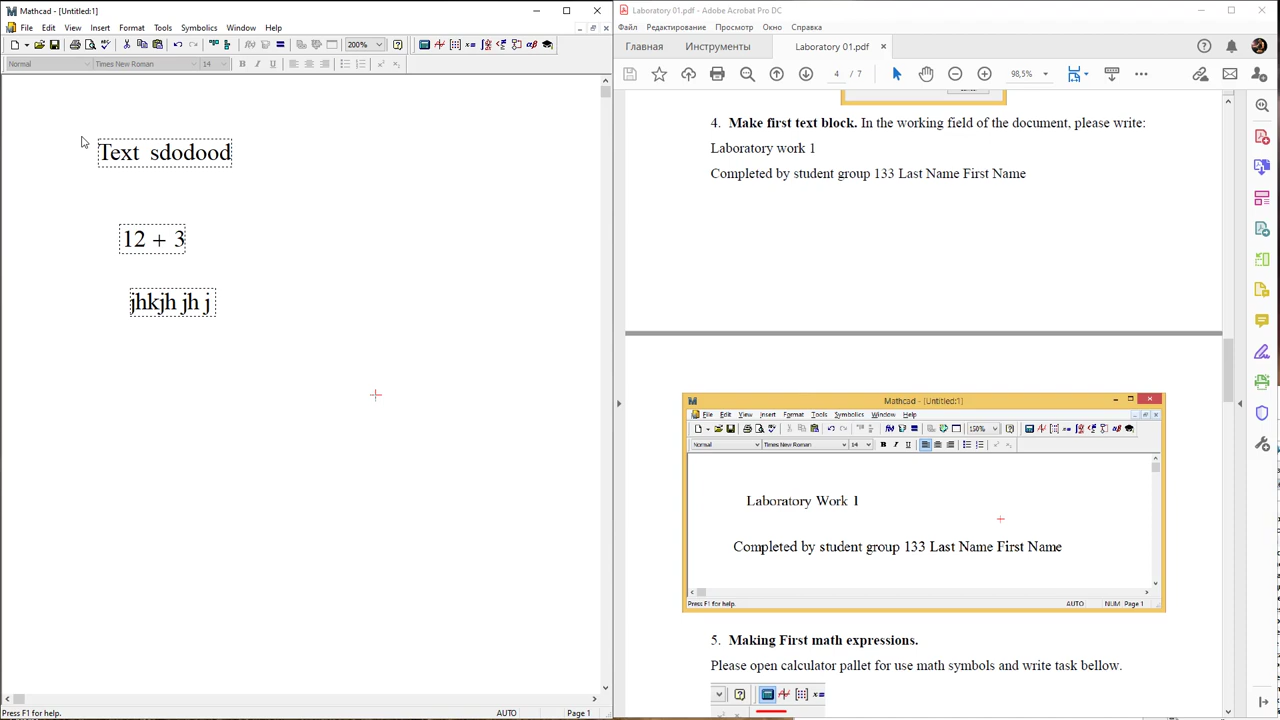 Mathcad - [Untitled:1]
File Edit View Insert Format Tools Symbolics Window Help
200%
Normal Times New Roman 14
Text sdodood
12 + 3
jhkjh jh j
Press F1 for help. AUTO Page 1
Laboratory 01.pdf - Adobe Acrobat Pro DC
Файл Редактирование Просмотр Окно Справка
Главная Инструменты Laboratory 01.pdf
4 / 7 98,5%
4. Make first text block. In the working field of the document, please write:
Laboratory work 1
Completed by student group 133 Last Name First Name
Mathcad - [Untitled:1]
File Edit View Insert Format Tools Symbolics Window Help
150%
Normal Times New Roman 14
Laboratory Work 1
Completed by student group 133 Last Name First Name
Press F1 for help. AUTO NUM Page 1
5. Making First math expressions.
Please open calculator pallet for use math symbols and write task bellow.